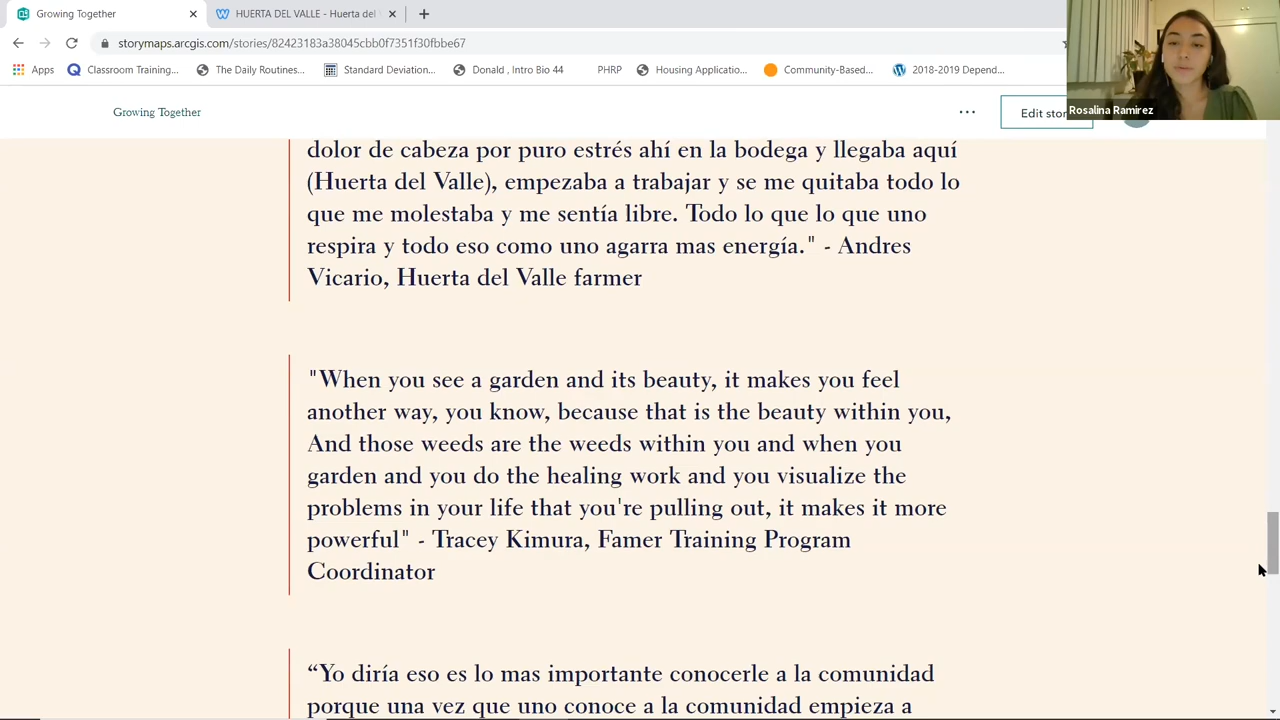 Growing Together
HUERTA DEL VALLE - Huerta del
storymaps.arcgis.com/stories/82423183a38045cbb0f7351f30fbbe67
Apps
Classroom Training...
The Daily Routines...
Standard Deviation...
Donald , Intro Bio 44
PHRP
Housing Applicatio...
Community-Based...
2018-2019 Depend...
Rosalina Ramirez
Growing Together
Edit stor
dolor de cabeza por puro estrés ahí en la bodega y llegaba aquí
(Huerta del Valle), empezaba a trabajar y se me quitaba todo lo
que me molestaba y me sentía libre. Todo lo que lo que uno
respira y todo eso como uno agarra mas energía." - Andres
Vicario, Huerta del Valle farmer
"When you see a garden and its beauty, it makes you feel
another way, you know, because that is the beauty within you,
And those weeds are the weeds within you and when you
garden and you do the healing work and you visualize the
problems in your life that you're pulling out, it makes it more
powerful" - Tracey Kimura, Famer Training Program
Coordinator
“Yo diría eso es lo mas importante conocerle a la comunidad
porque una vez que uno conoce a la comunidad empieza a